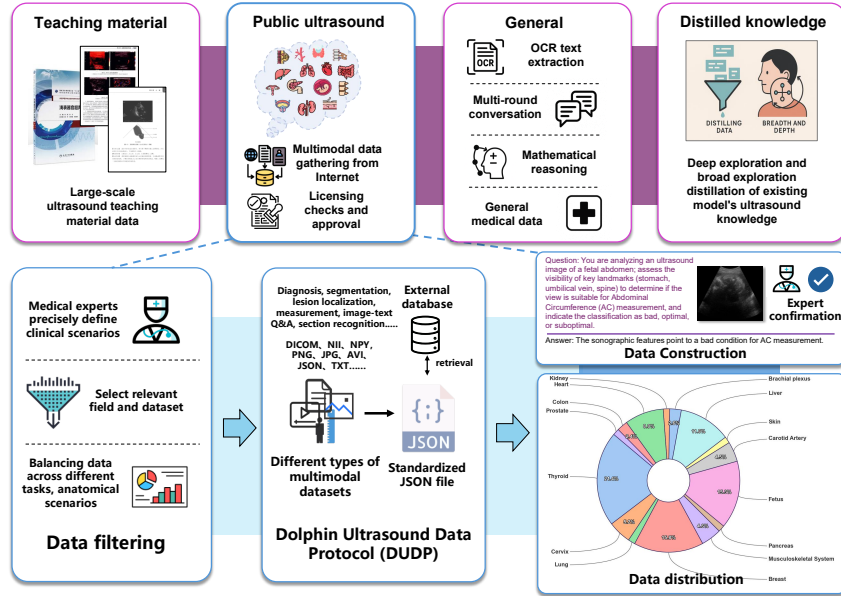 Teaching material
Large-scale
ultrasound teaching
material data
Public ultrasound
Multimodal data
gathering from
Internet
Licensing
checks and
approval
General
OCR
OCR text
extraction
Multi-round
conversation
Mathematical
reasoning
General
medical data
Distilled knowledge
DISTILLING
DATA
BREADTH AND
DEPTH
Deep exploration and
broad exploration
distillation of existing
model's ultrasound
knowledge
Medical experts
precisely define
clinical scenarios
Select relevant
field and dataset
Balancing data
across different
tasks, anatomical
scenarios
Data filtering
Diagnosis, segmentation,
lesion localization,
measurement, image-text
Q&A, section recognition.....
DICOM、NII、NPY,
PNG、JPG、AVI、
JSON、TXT......
Different types of
multimodal
datasets
External
database
retrieval
{;}
JSON
Standardized
JSON file
Dolphin Ultrasound Data
Protocol (DUDP)
Question: You are analyzing an ultrasound
image of a fetal abdomen; assess the
visibility of key landmarks (stomach,
umbilical vein, spine) to determine if the
view is suitable for Abdominal
Circumference (AC) measurement, and
indicate the classification as bad, optimal,
or suboptimal.
Expert
confirmation
Answer: The sonographic features point to a bad condition for AC measurement.
Data Construction
Kidney
Heart
Colon
Prostate
Thyroid
Cervix
Lung
Brachial plexus
Liver
Skin
Carotid Artery
Fetus
Pancreas
Musculoskeletal System
Breast
Data distribution